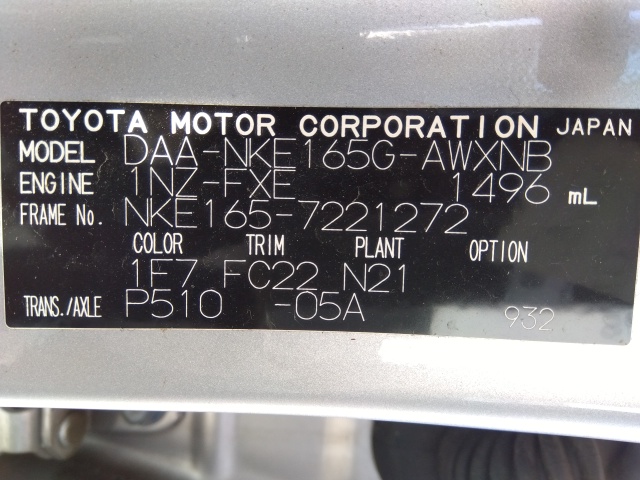 TOYOTA MOTOR CORPORATION JAPAN
MODEL DAA-NKE165G-AWXNB
ENGINE 1NZ-FXE 1496 mL
FRAME No. NKE165-7221272
COLOR TRIM PLANT OPTION
1F7 FC22 N21
TRANS./AXLE P510 -05A 932